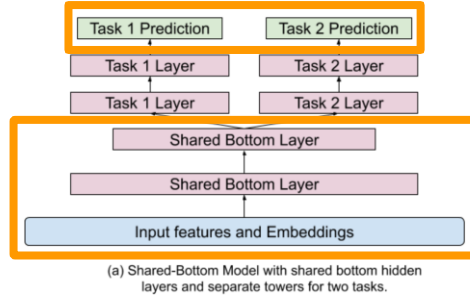 Task 1 Prediction Task 2 Prediction
Task 1 Layer Task 2 Layer
Task 1 Layer Task 2 Layer
Shared Bottom Layer
Shared Bottom Layer
Input features and Embeddings
(a) Shared-Bottom Model with shared bottom hidden
layers and separate towers for two tasks.